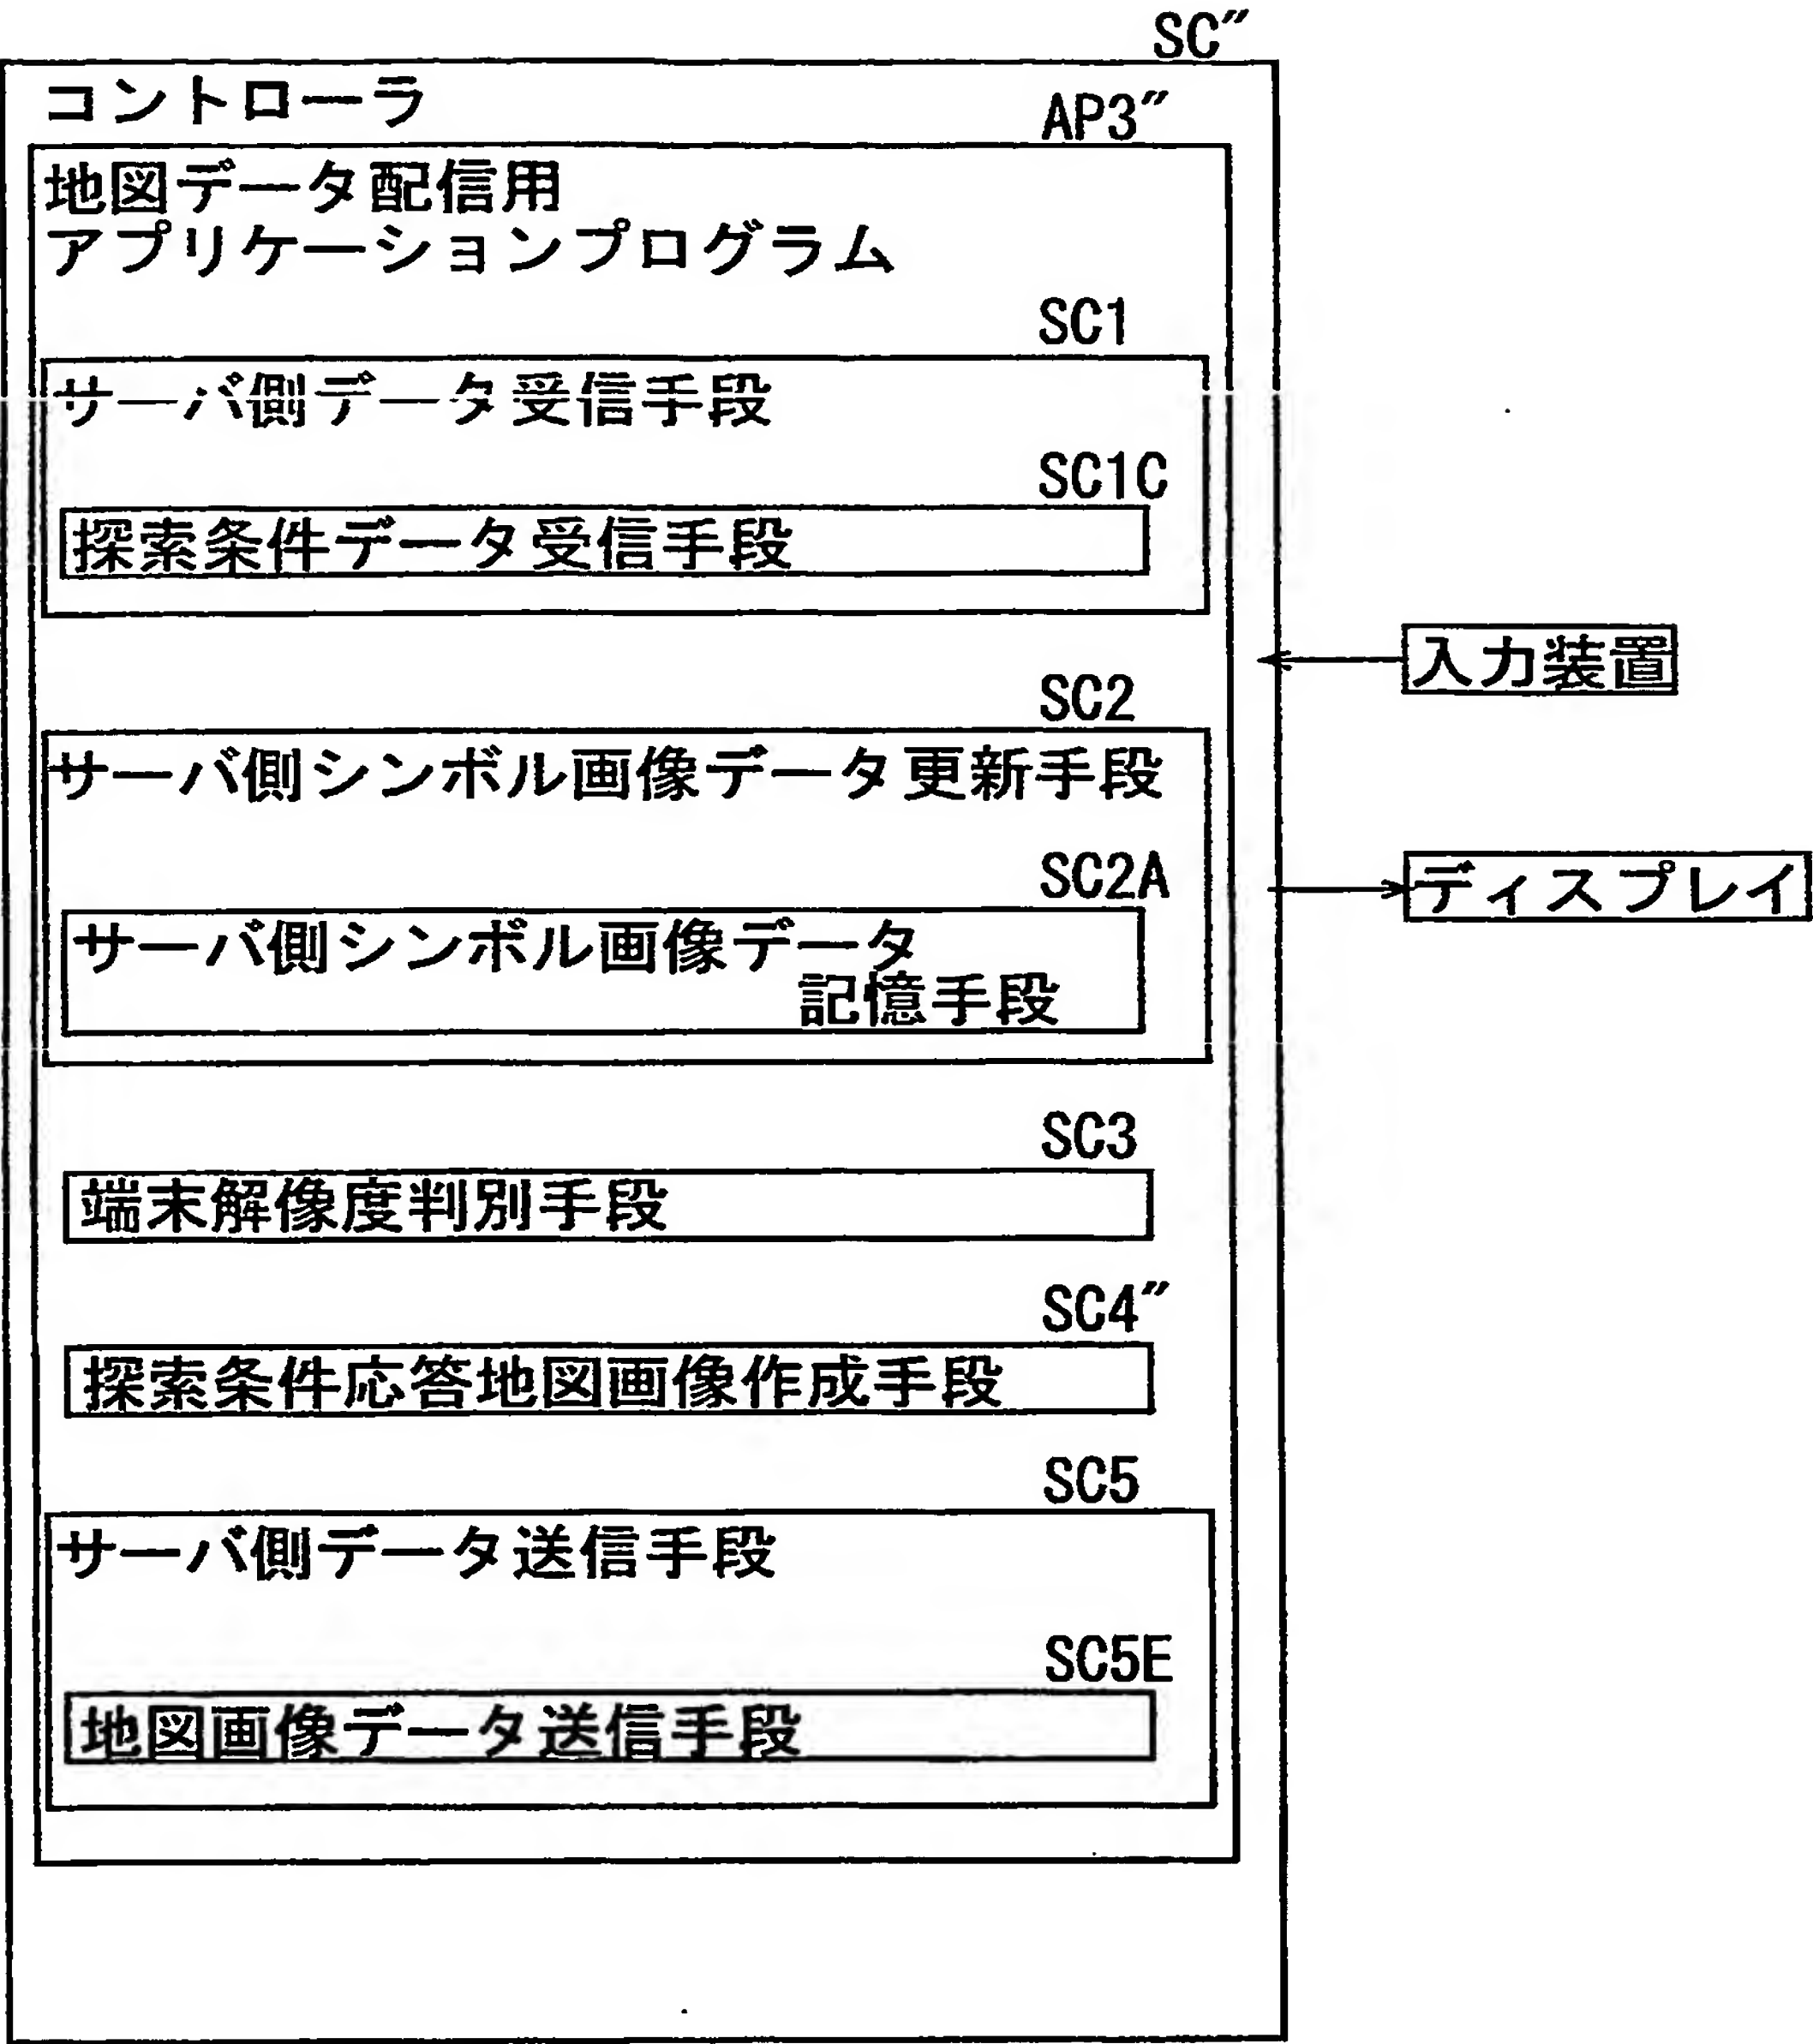 SC″
コントローラ
AP3″
地図データ配信用
アプリケーションプログラム
SC1
サーバ側データ受信手段
SC1C
探索条件データ受信手段
入力装置
SC2
サーバ側シンボル画像データ更新手段
SC2A
ディスプレイ
サーバ側シンボル画像データ
記憶手段
SC3
端末解像度判別手段
SC4″
探索条件応答地図画像作成手段
SC5
サーバ側データ送信手段
SC5E
地図画像データ送信手段